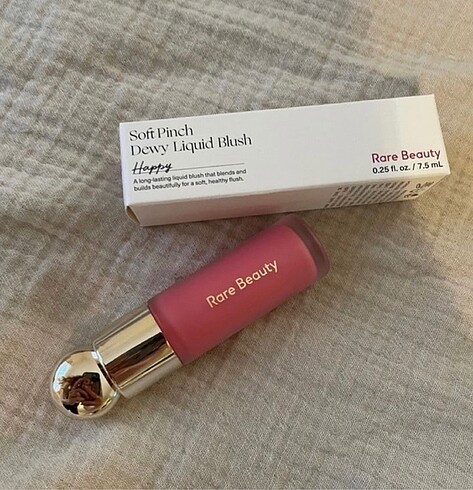 Soft Pinch
Dewy Liquid Blush
Happy
A long-lasting liquid blush that blends and
builds beautifully for a soft, healthy flush.
Rare Beauty
0.25 fl. oz. / 7.5 mL
Rare Beauty